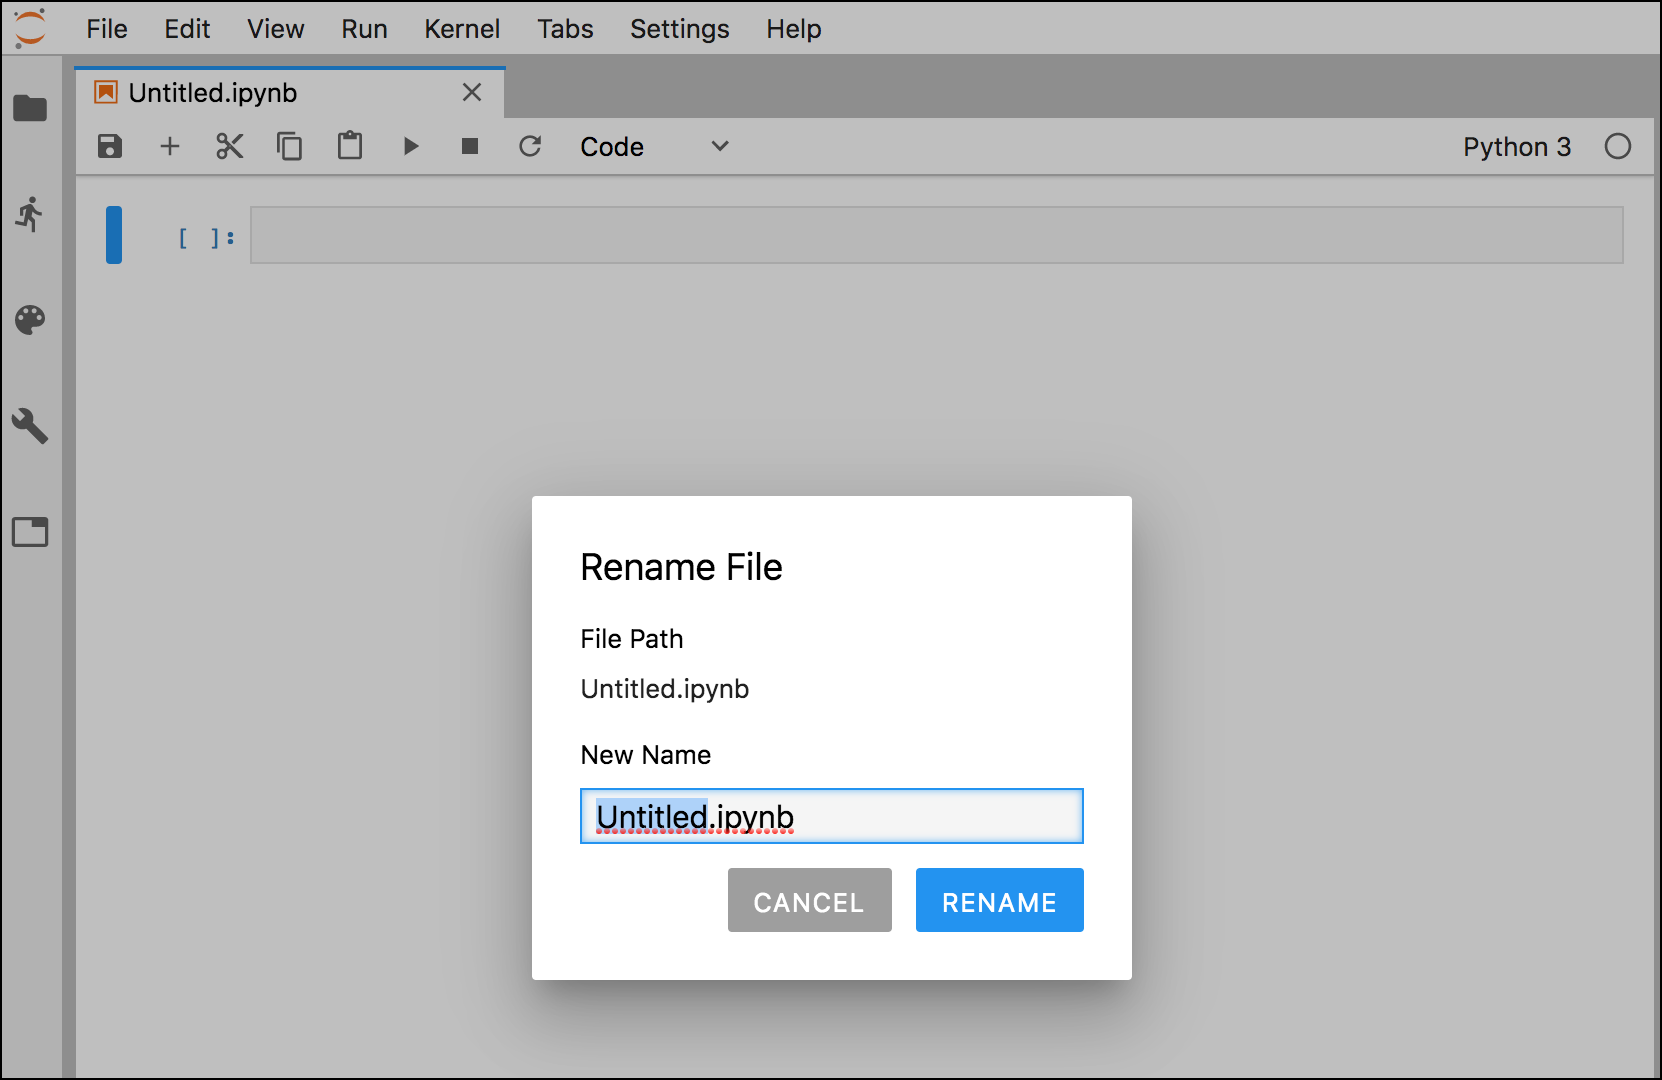 File Edit View Run Kernel Tabs Settings Help
Untitled.ipynb
Code Python 3
[ ]:
Rename File
File Path
Untitled.ipynb
New Name
Untitled.ipynb
CANCEL RENAME